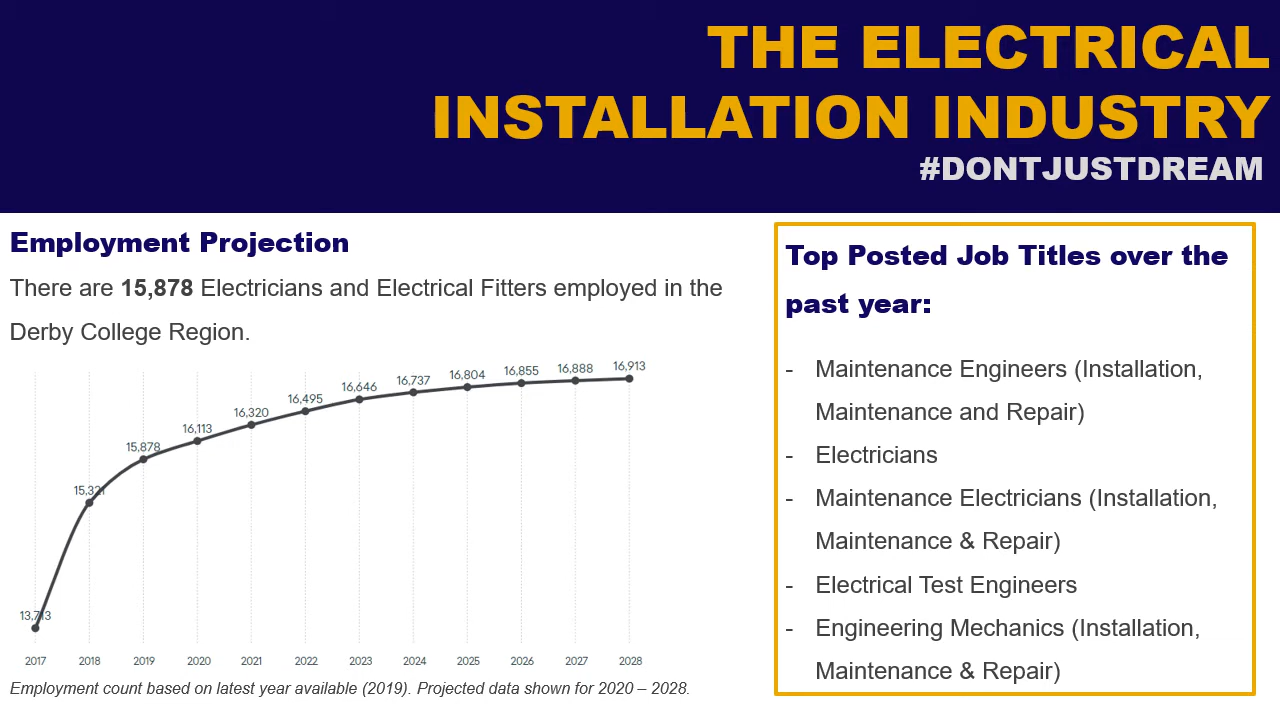 THE ELECTRICAL
INSTALLATION INDUSTRY
#DONTJUSTDREAM
Employment Projection
There are 15,878 Electricians and Electrical Fitters employed in the
Derby College Region.
13,713
15,321
15,878
16,113
16,320
16,495
16,646
16,737
16,804
16,855
16,888
16,913
2017 2018 2019 2020 2021 2022 2023 2024 2025 2026 2027 2028
Employment count based on latest year available (2019). Projected data shown for 2020 – 2028.
Top Posted Job Titles over the
past year:
- Maintenance Engineers (Installation,
Maintenance and Repair)
- Electricians
- Maintenance Electricians (Installation,
Maintenance & Repair)
- Electrical Test Engineers
- Engineering Mechanics (Installation,
Maintenance & Repair)